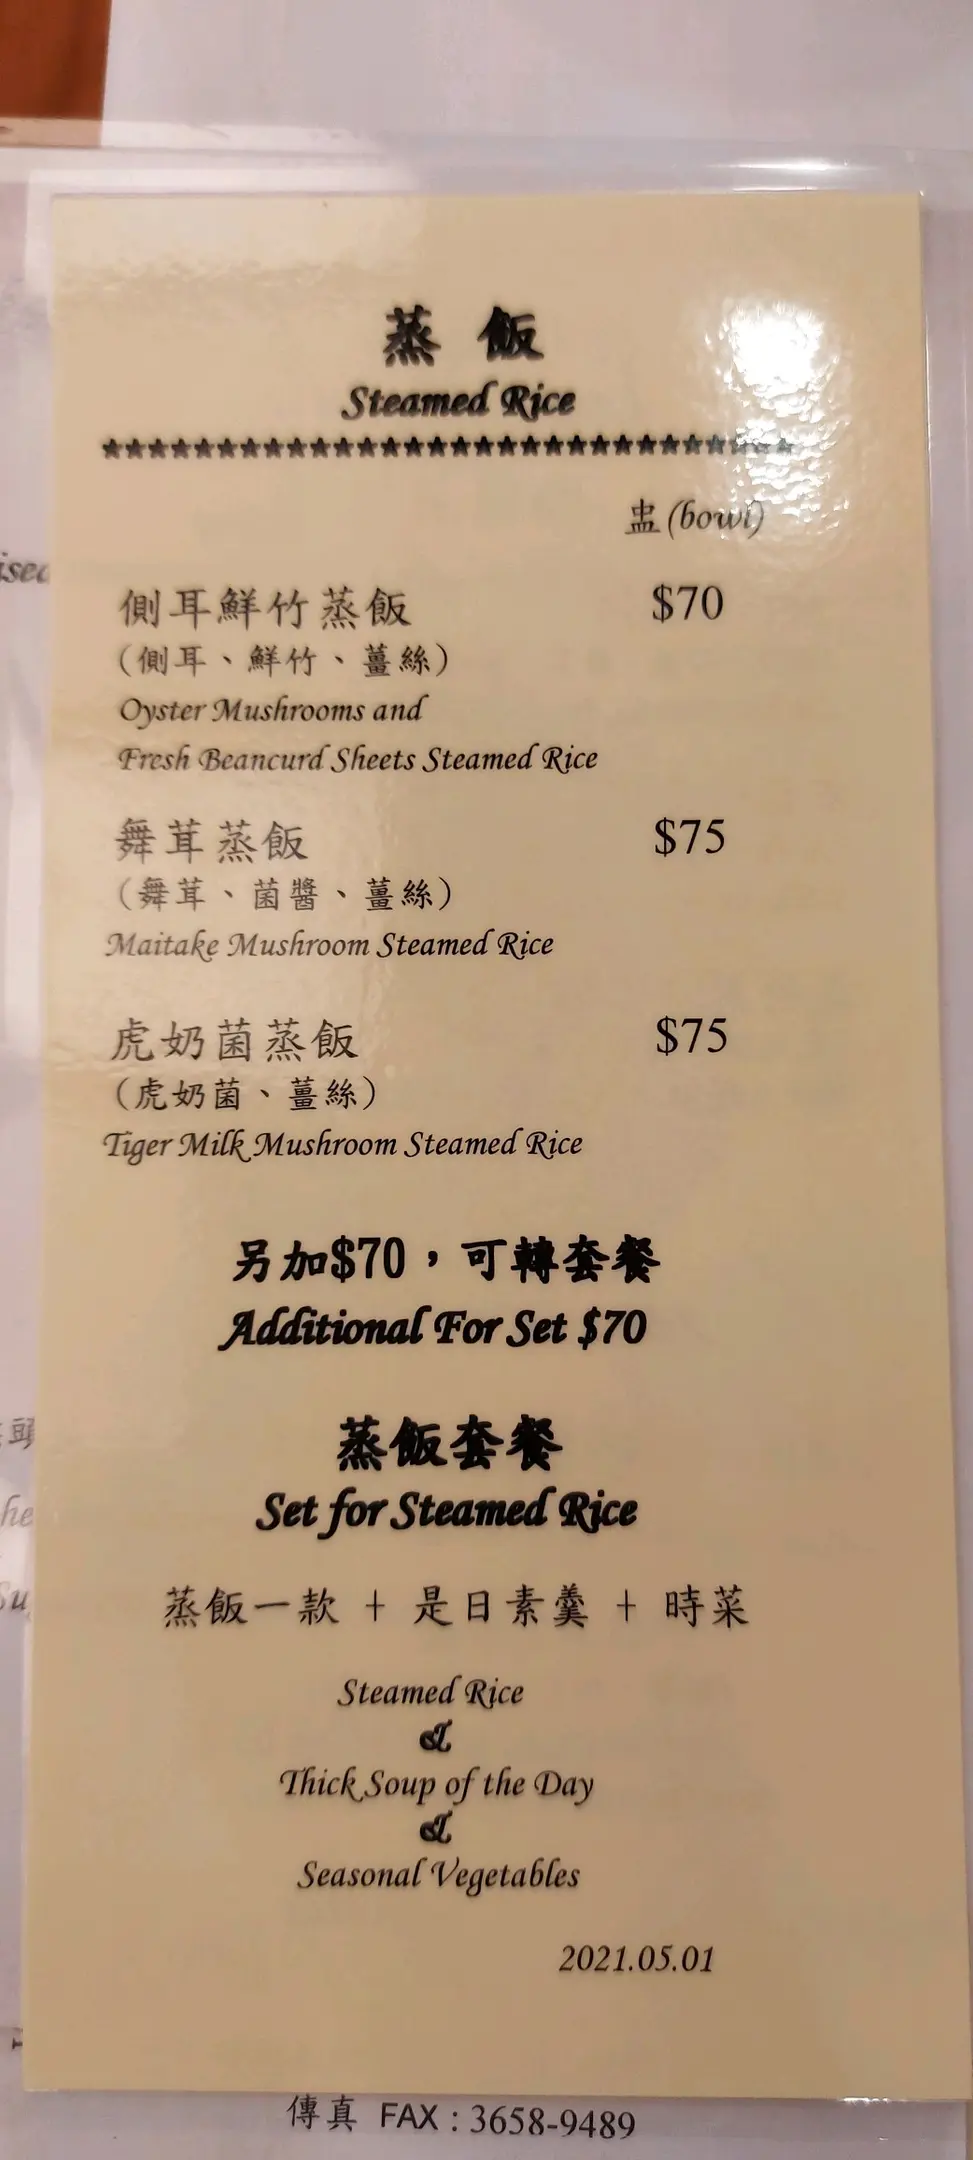 蒸 飯
Steamed Rice
******************************
盅(bowl)
側耳鮮竹蒸飯 $70
(側耳、鮮竹、薑絲)
Oyster Mushrooms and
Fresh Beancurd Sheets Steamed Rice
舞茸蒸飯 $75
(舞茸、菌醬、薑絲)
Maitake Mushroom Steamed Rice
虎奶菌蒸飯 $75
(虎奶菌、薑絲)
Tiger Milk Mushroom Steamed Rice
另加$70，可轉套餐
Additional For Set $70
蒸飯套餐
Set for Steamed Rice
蒸飯一款 + 是日素羹 + 時菜
Steamed Rice
&
Thick Soup of the Day
&
Seasonal Vegetables
2021.05.01
傳真 FAX : 3658-9489